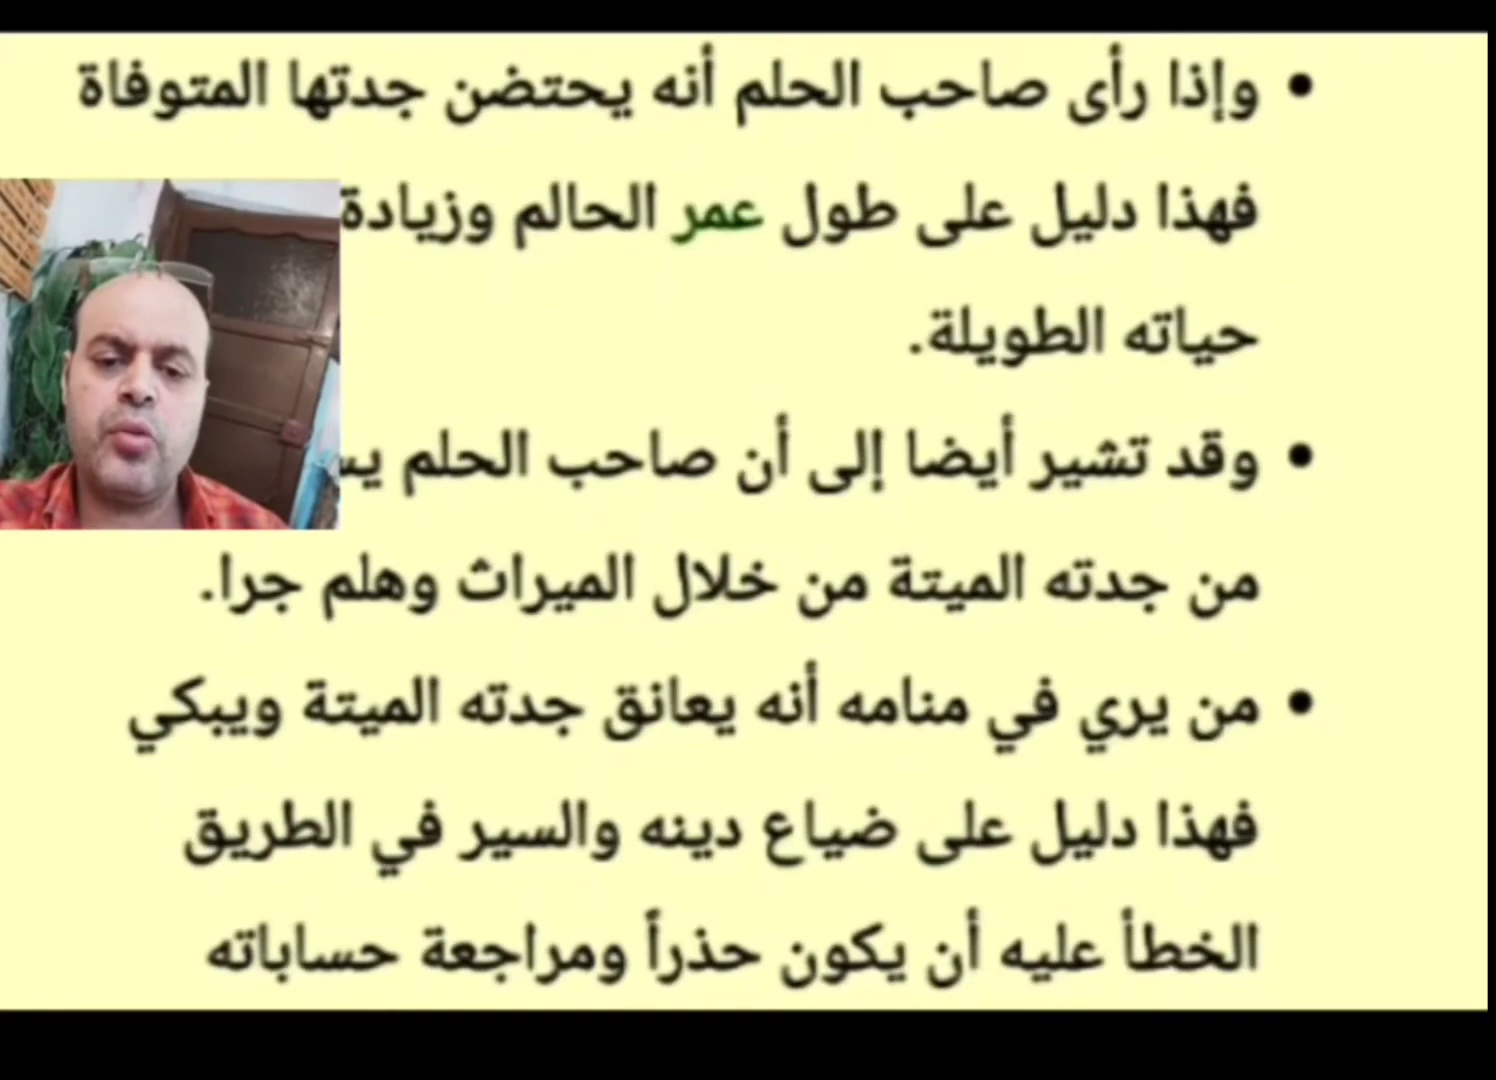 وإذا رأى صاحب الحلم أنه يحتضن جدتها المتوفاة
فهذا دليل على طول عمر الحالم وزيادة
حياته الطويلة.
وقد تشير أيضا إلى أن صاحب الحلم
من جدته الميتة من خلال الميراث وهلم جرا.
من يري في منامه أنه يعانق جدته الميتة ويبكي
فهذا دليل على ضياع دينه والسير في الطريق
الخطأ عليه أن يكون حذراً ومراجعة حساباته